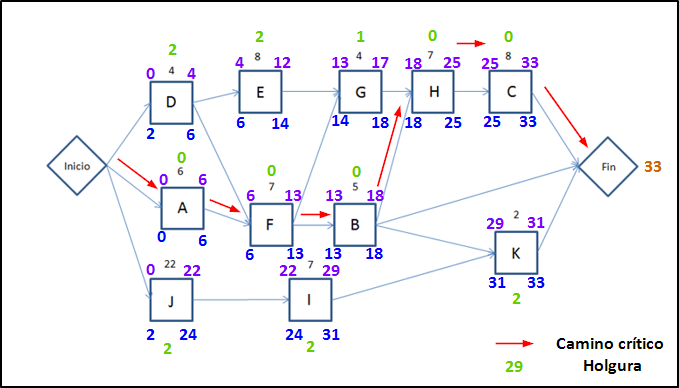 2 2 1 0 0
0 4 4 4 8 12 13 4 17 18 7 25 25 8 33
D E G H C
2 6 6 14 14 18 18 25 25 33
Inicio 0 0 0 Fin 33
0 6 6 6 7 13 13 5 18
A F B
0 6 6 13 13 18
29 2 31
K
31 33
2
0 22 22 22 7 29
J I
2 24 24 31
2 2
Camino crítico
29 Holgura